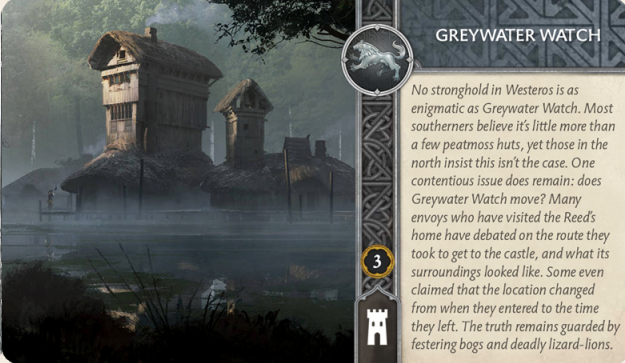 GREYWATER WATCH
No stronghold in Westeros is as
enigmatic as Greywater Watch. Most
southerners believe it's little more than
a few peatmoss huts, yet those in the
north insist this isn't the case. One
contentious issue does remain: does
Greywater Watch move? Many
envoys who have visited the Reed's
home have debated on the route they
took to get to the castle, and what its
surroundings looked like. Some even
claimed that the location changed
from when they entered to the time
they left. The truth remains guarded by
festering bogs and deadly lizard-lions.
3